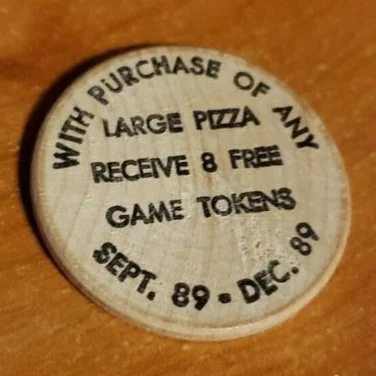 WITH PURCHASE OF ANY
LARGE PIZZA
RECEIVE 8 FREE
GAME TOKENS
SEPT. 89 • DEC. 89